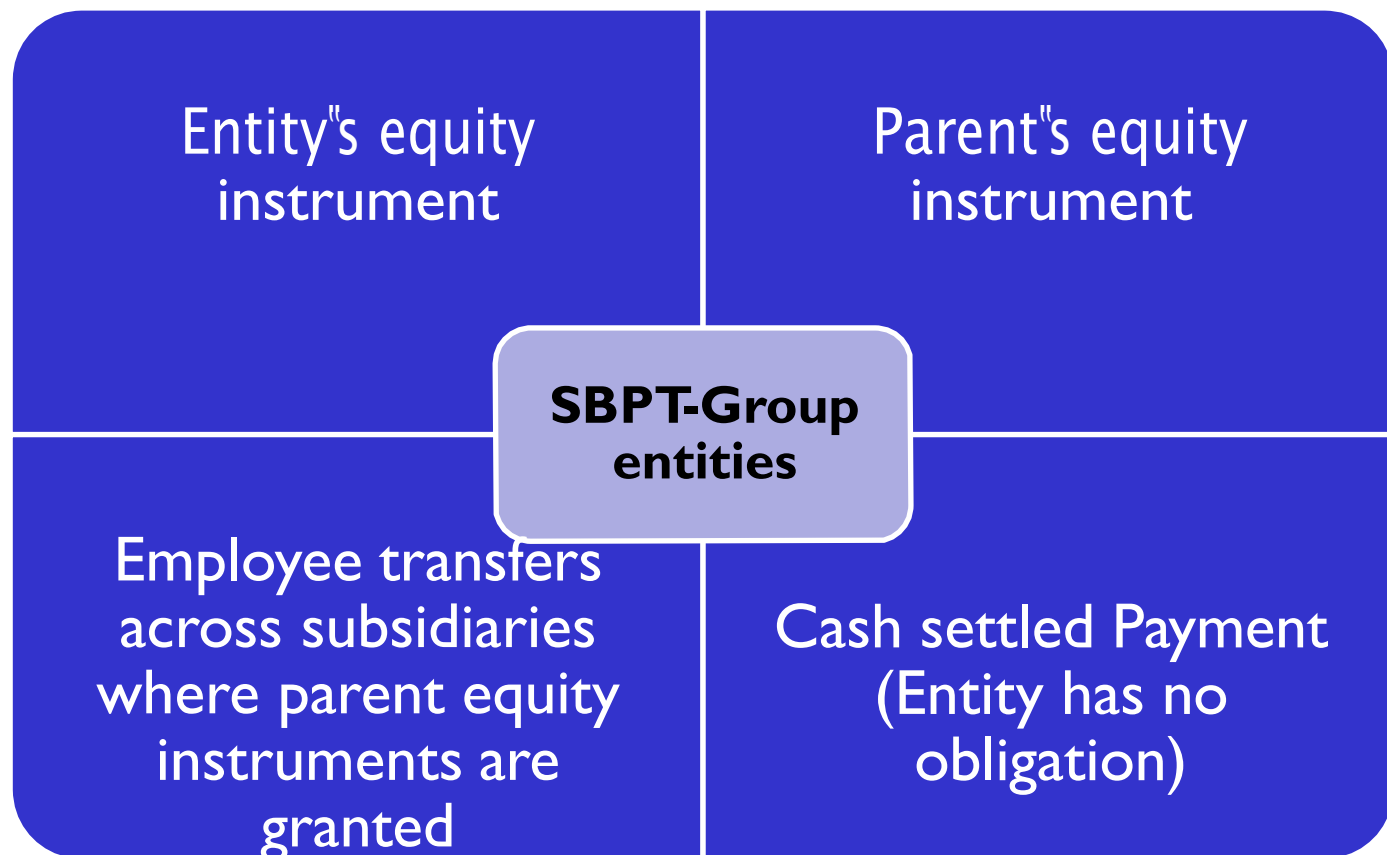 Entity‟s equity
instrument
Parent‟s equity
instrument
SBPT-Group
entities
Employee transfers
across subsidiaries
where parent equity
instruments are
granted
Cash settled Payment
(Entity has no
obligation)